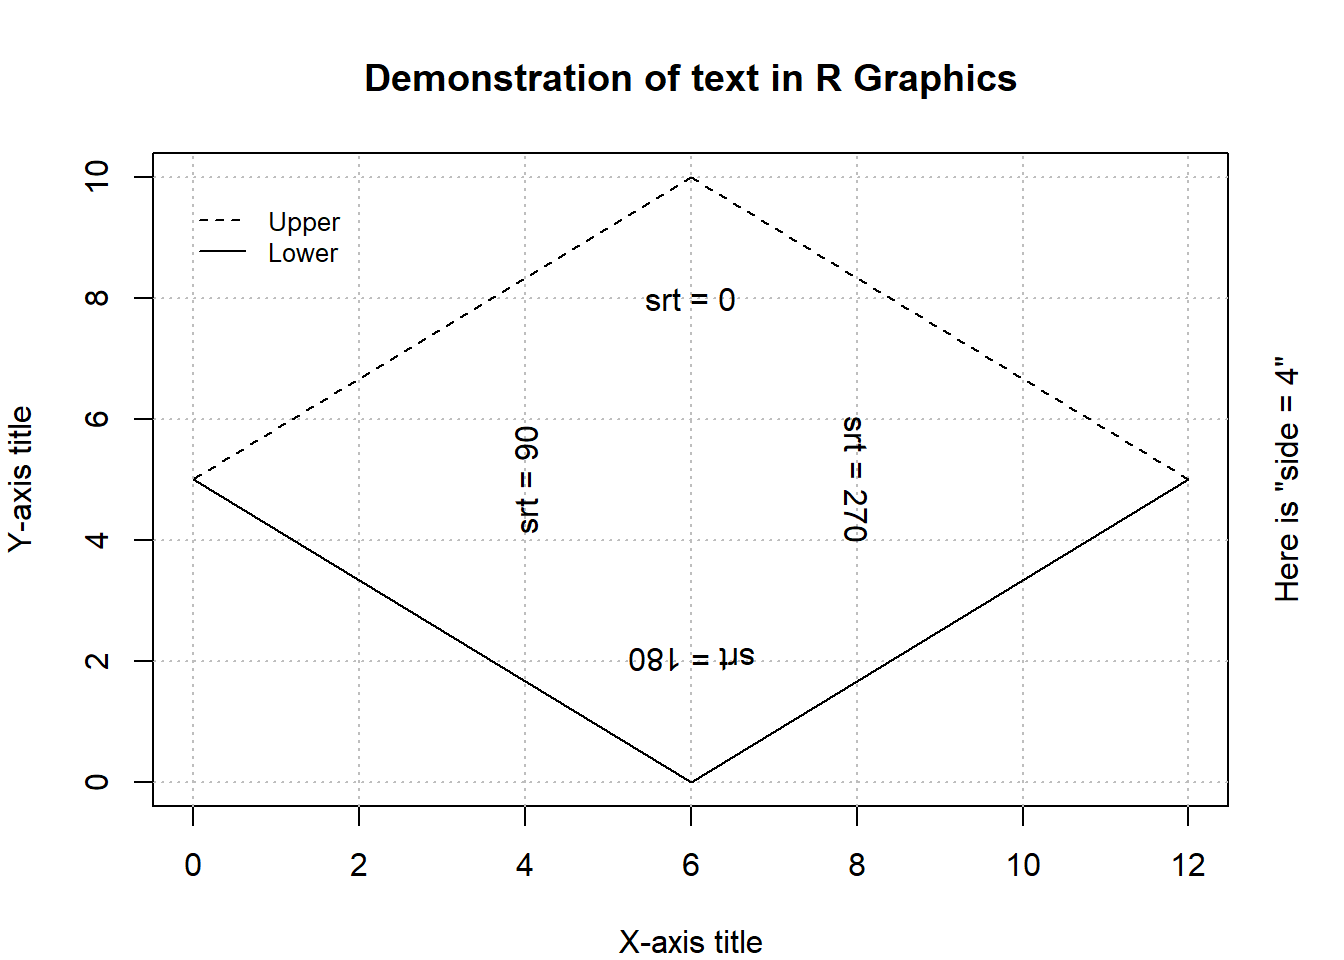 Demonstration of text in R Graphics
Upper
Lower
10
8
6
4
2
0
Y-axis title
srt = 0
srt = 90
srt = 270
srt = 180
Here is "side = 4"
0 2 4 6 8 10 12
X-axis title